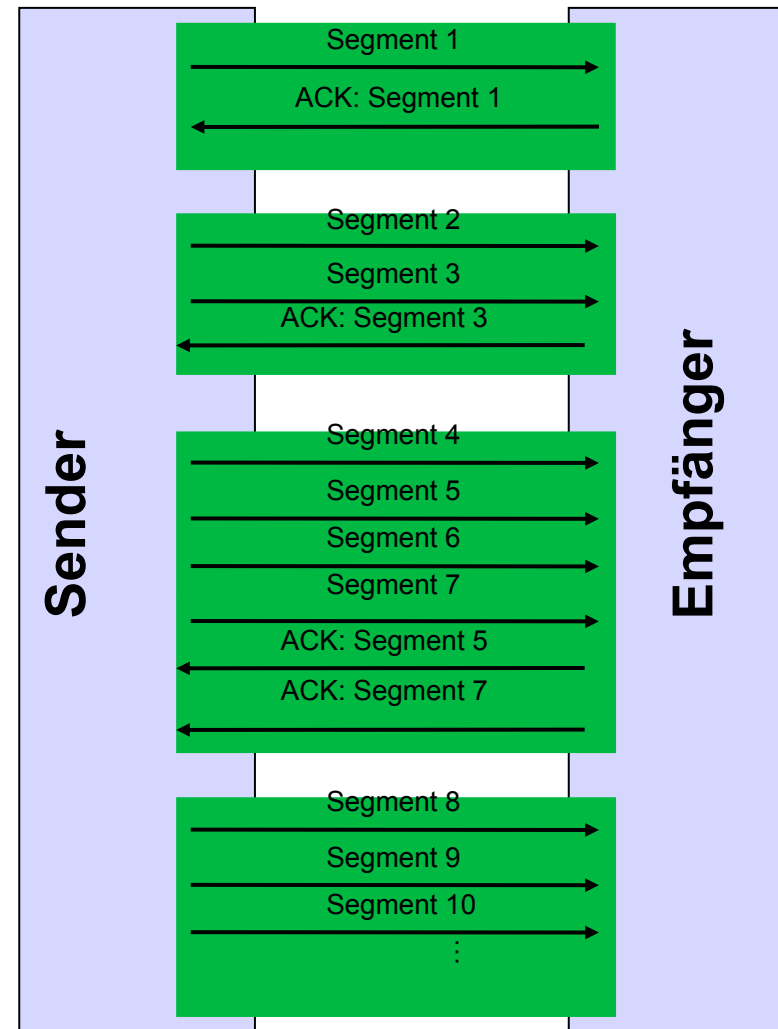 Segment 1
ACK: Segment 1
Segment 2
Segment 3
ACK: Segment 3
Segment 4
Segment 5
Segment 6
Segment 7
ACK: Segment 5
ACK: Segment 7
Segment 8
Segment 9
Segment 10
...
Sender
Empfänger